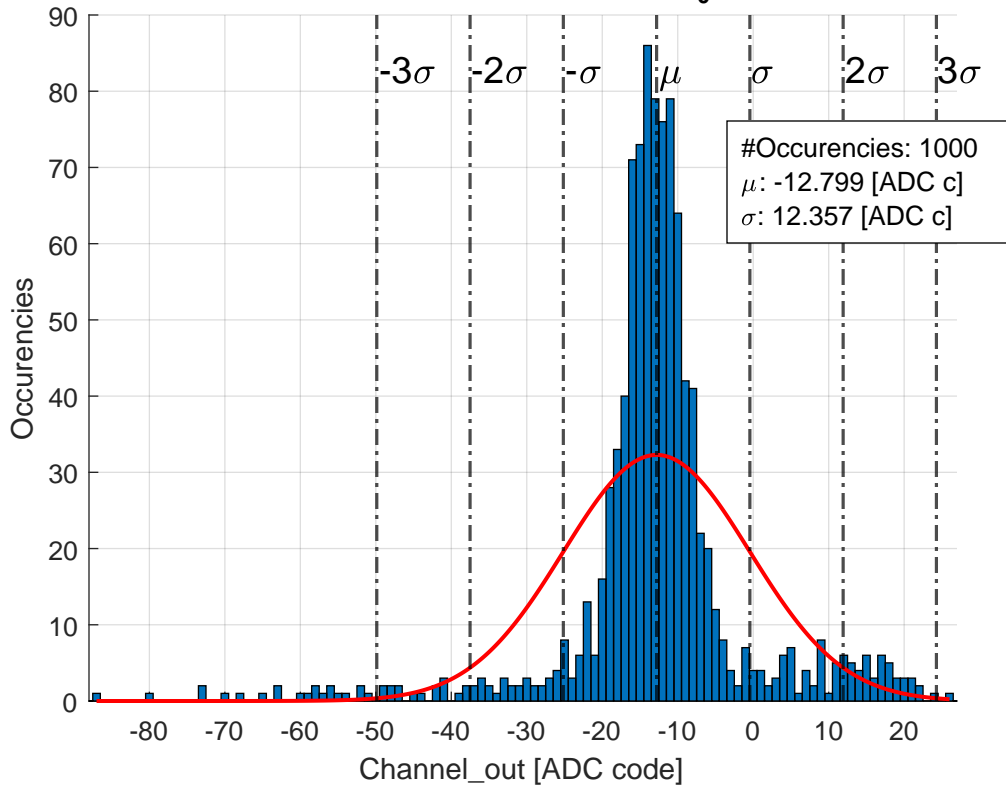 90
80
70
60
50
40
30
20
10
0
Occurencies
-3σ -2σ -σ μ σ 2σ 3σ
#Occurencies: 1000
μ: -12.799 [ADC c]
σ: 12.357 [ADC c]
-80 -70 -60 -50 -40 -30 -20 -10 0 10 20
Channel_out [ADC code]